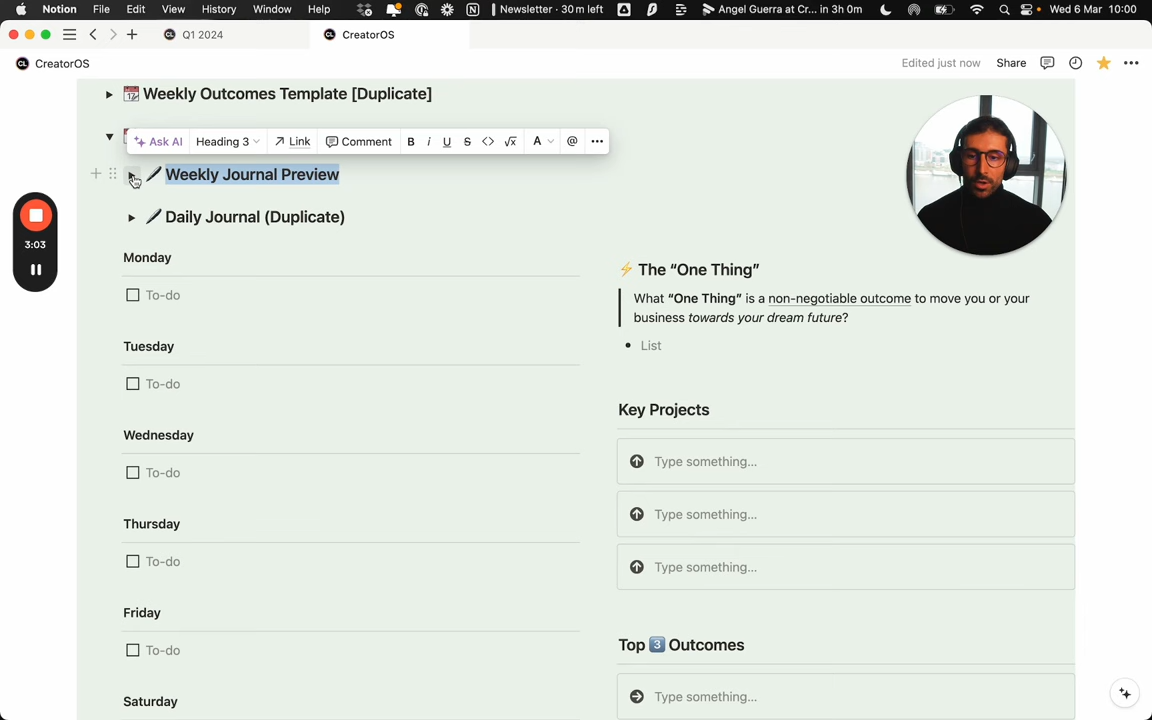 Notion File Edit View History Window Help Newsletter · 30 m left Angel Guerra at Cr... in 3h 0m Wed 6 Mar 10:00
Q1 2024 CreatorOS
CreatorOS Edited just now Share
Weekly Outcomes Template [Duplicate]
Ask AI Heading 3 Link Comment B i U S <> √x A @ •••
Weekly Journal Preview
Daily Journal (Duplicate)
3:03
Monday
To-do
Tuesday
To-do
Wednesday
To-do
Thursday
To-do
Friday
To-do
Saturday
⚡ The “One Thing”
What “One Thing” is a non-negotiable outcome to move you or your
business towards your dream future?
List
Key Projects
Type something...
Type something...
Type something...
Top 3 Outcomes
Type something...